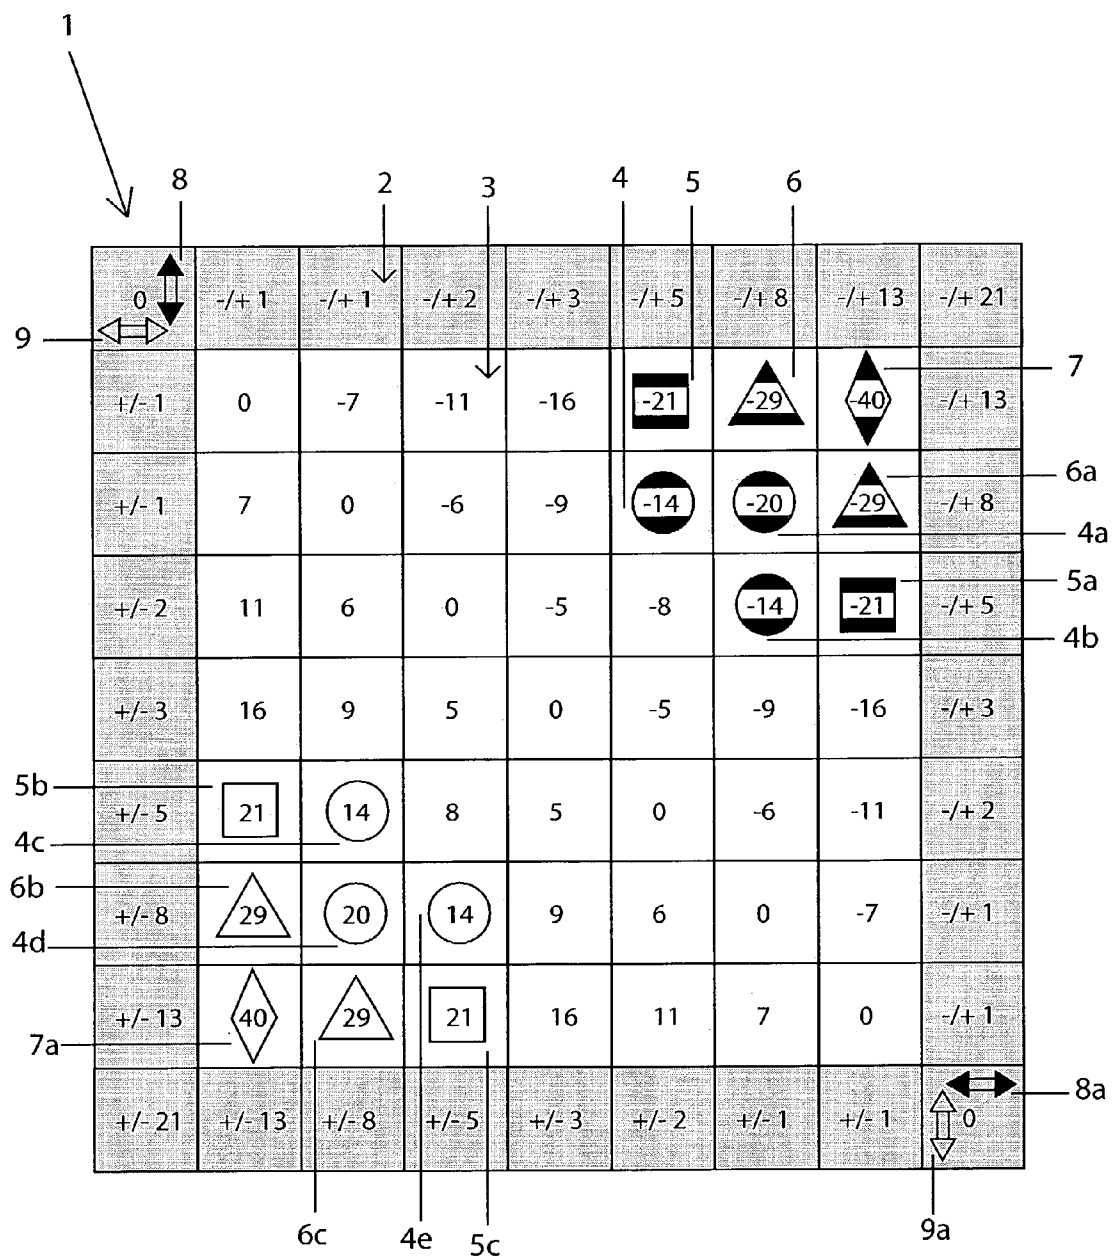 1
8 2 3 4 5 6
0 -/+ 1 -/+ 1 -/+ 2 -/+ 3 -/+ 5 -/+ 8 -/+ 13 -/+ 21
9
7
+/- 1 0 -7 -11 -16 -21 -29 -40 -/+ 13
6a
+/- 1 7 0 -6 -9 -14 -20 -29 -/+ 8
4a
5a
+/- 2 11 6 0 -5 -8 -14 -21 -/+ 5
4b
+/- 3 16 9 5 0 -5 -9 -16 -/+ 3
5b
+/- 5 21 14 8 5 0 -6 -11 -/+ 2
4c
6b
+/- 8 29 20 14 9 6 0 -7 -/+ 1
4d
+/- 13 40 29 21 16 11 7 0 -/+ 1
7a
8a
+/- 21 +/- 13 +/- 8 +/- 5 +/- 3 +/- 2 +/- 1 +/- 1 0
6c 4e 5c 9a